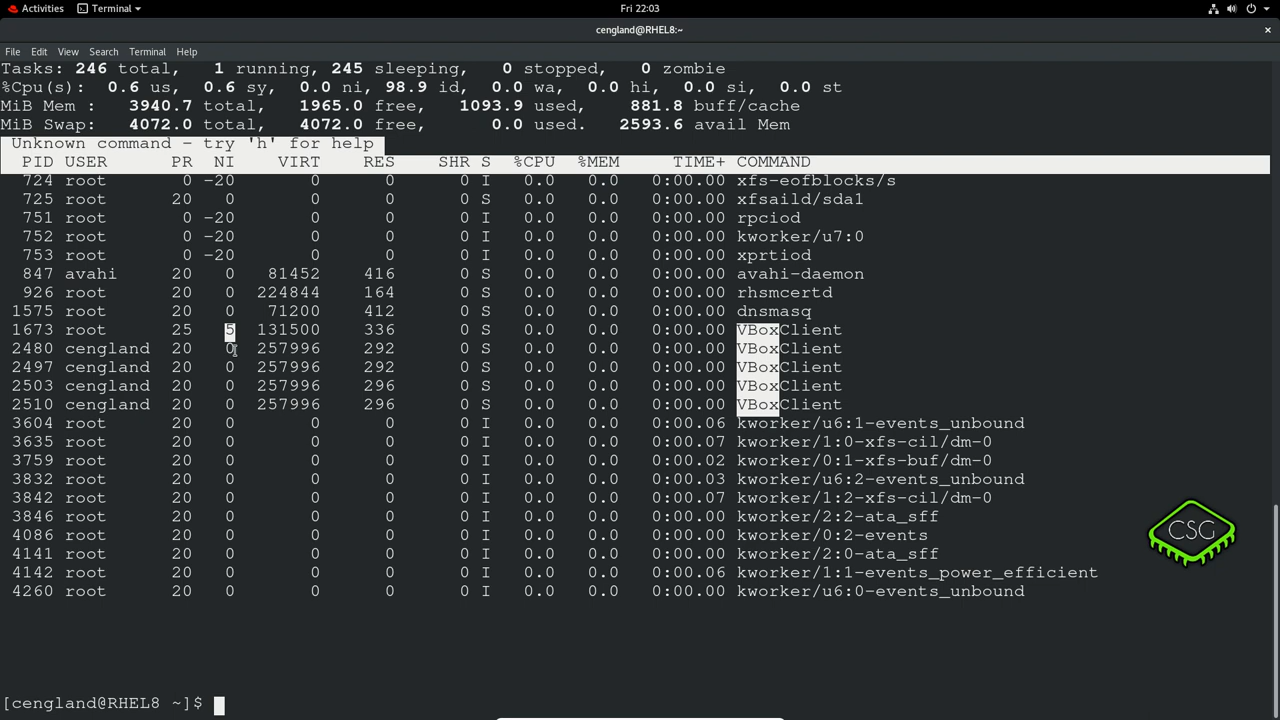 Activities Terminal Fri 22:03
cengland@RHEL8:~ ×
File Edit View Search Terminal Help
Tasks: 246 total, 1 running, 245 sleeping, 0 stopped, 0 zombie
%Cpu(s): 0.6 us, 0.6 sy, 0.0 ni, 98.9 id, 0.0 wa, 0.0 hi, 0.0 si, 0.0 st
MiB Mem : 3940.7 total, 1965.0 free, 1093.9 used, 881.8 buff/cache
MiB Swap: 4072.0 total, 4072.0 free, 0.0 used. 2593.6 avail Mem
Unknown command - try 'h' for help
PID USER PR NI VIRT RES SHR S %CPU %MEM TIME+ COMMAND
724 root 0 -20 0 0 0 I 0.0 0.0 0:00.00 xfs-eofblocks/s
725 root 20 0 0 0 0 S 0.0 0.0 0:00.00 xfsaild/sda1
751 root 0 -20 0 0 0 I 0.0 0.0 0:00.00 rpciod
752 root 0 -20 0 0 0 I 0.0 0.0 0:00.00 kworker/u7:0
753 root 0 -20 0 0 0 I 0.0 0.0 0:00.00 xprtiod
847 avahi 20 0 81452 416 0 S 0.0 0.0 0:00.00 avahi-daemon
926 root 20 0 224844 164 0 S 0.0 0.0 0:00.00 rhsmcertd
1575 root 20 0 71200 412 0 S 0.0 0.0 0:00.00 dnsmasq
1673 root 25 5 131500 336 0 S 0.0 0.0 0:00.00 VBoxClient
2480 cengland 20 0 257996 292 0 S 0.0 0.0 0:00.00 VBoxClient
2497 cengland 20 0 257996 292 0 S 0.0 0.0 0:00.00 VBoxClient
2503 cengland 20 0 257996 296 0 S 0.0 0.0 0:00.00 VBoxClient
2510 cengland 20 0 257996 296 0 S 0.0 0.0 0:00.00 VBoxClient
3604 root 20 0 0 0 0 I 0.0 0.0 0:00.06 kworker/u6:1-events_unbound
3635 root 20 0 0 0 0 I 0.0 0.0 0:00.07 kworker/1:0-xfs-cil/dm-0
3759 root 20 0 0 0 0 I 0.0 0.0 0:00.02 kworker/0:1-xfs-buf/dm-0
3832 root 20 0 0 0 0 I 0.0 0.0 0:00.03 kworker/u6:2-events_unbound
3842 root 20 0 0 0 0 I 0.0 0.0 0:00.07 kworker/1:2-xfs-cil/dm-0
3846 root 20 0 0 0 0 I 0.0 0.0 0:00.00 kworker/2:2-ata_sff
4086 root 20 0 0 0 0 I 0.0 0.0 0:00.00 kworker/0:2-events
4141 root 20 0 0 0 0 I 0.0 0.0 0:00.00 kworker/2:0-ata_sff
4142 root 20 0 0 0 0 I 0.0 0.0 0:00.06 kworker/1:1-events_power_efficient
4260 root 20 0 0 0 0 I 0.0 0.0 0:00.00 kworker/u6:0-events_unbound
CSG
[cengland@RHEL8 ~]$